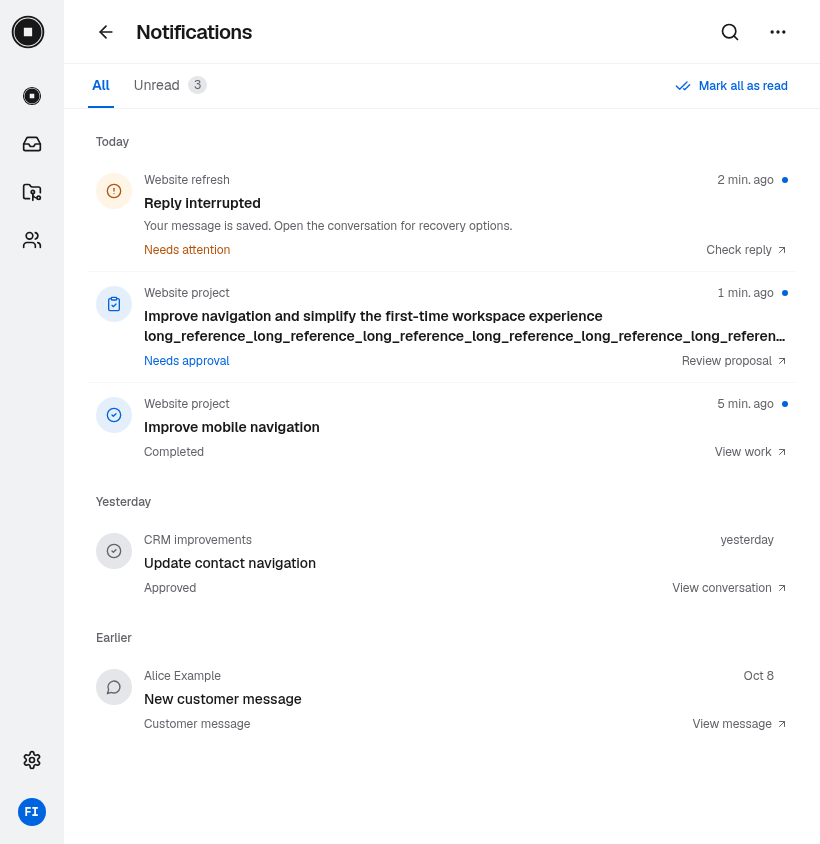 Notifications
All
Unread 3
Mark all as read
Today
Website refresh
2 min. ago
Reply interrupted
Your message is saved. Open the conversation for recovery options.
Needs attention
Check reply
Website project
1 min. ago
Improve navigation and simplify the first-time workspace experience
long_reference_long_reference_long_reference_long_reference_long_reference_long_referen...
Needs approval
Review proposal
Website project
5 min. ago
Improve mobile navigation
Completed
View work
Yesterday
CRM improvements
yesterday
Update contact navigation
Approved
View conversation
Earlier
Alice Example
Oct 8
New customer message
Customer message
View message
FI